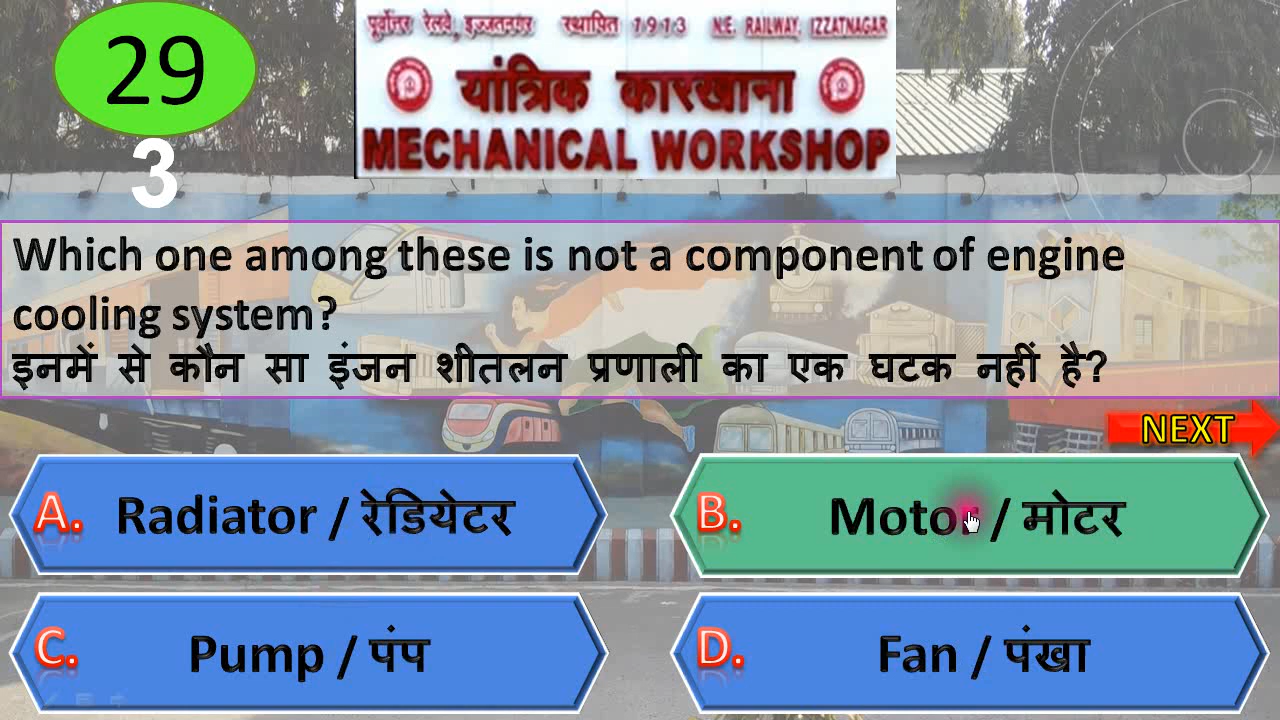 29
3
पूर्वोत्तर रेलवे, इज्जतनगर स्थापित 1913 N.E. RAILWAY, IZZATNAGAR
यांत्रिक कारखाना
MECHANICAL WORKSHOP
Which one among these is not a component of engine
cooling system?
इनमें से कौन सा इंजन शीतलन प्रणाली का एक घटक नहीं है?
NEXT
A. Radiator / रेडियेटर
B. Motor / मोटर
C. Pump / पंप
D. Fan / पंखा